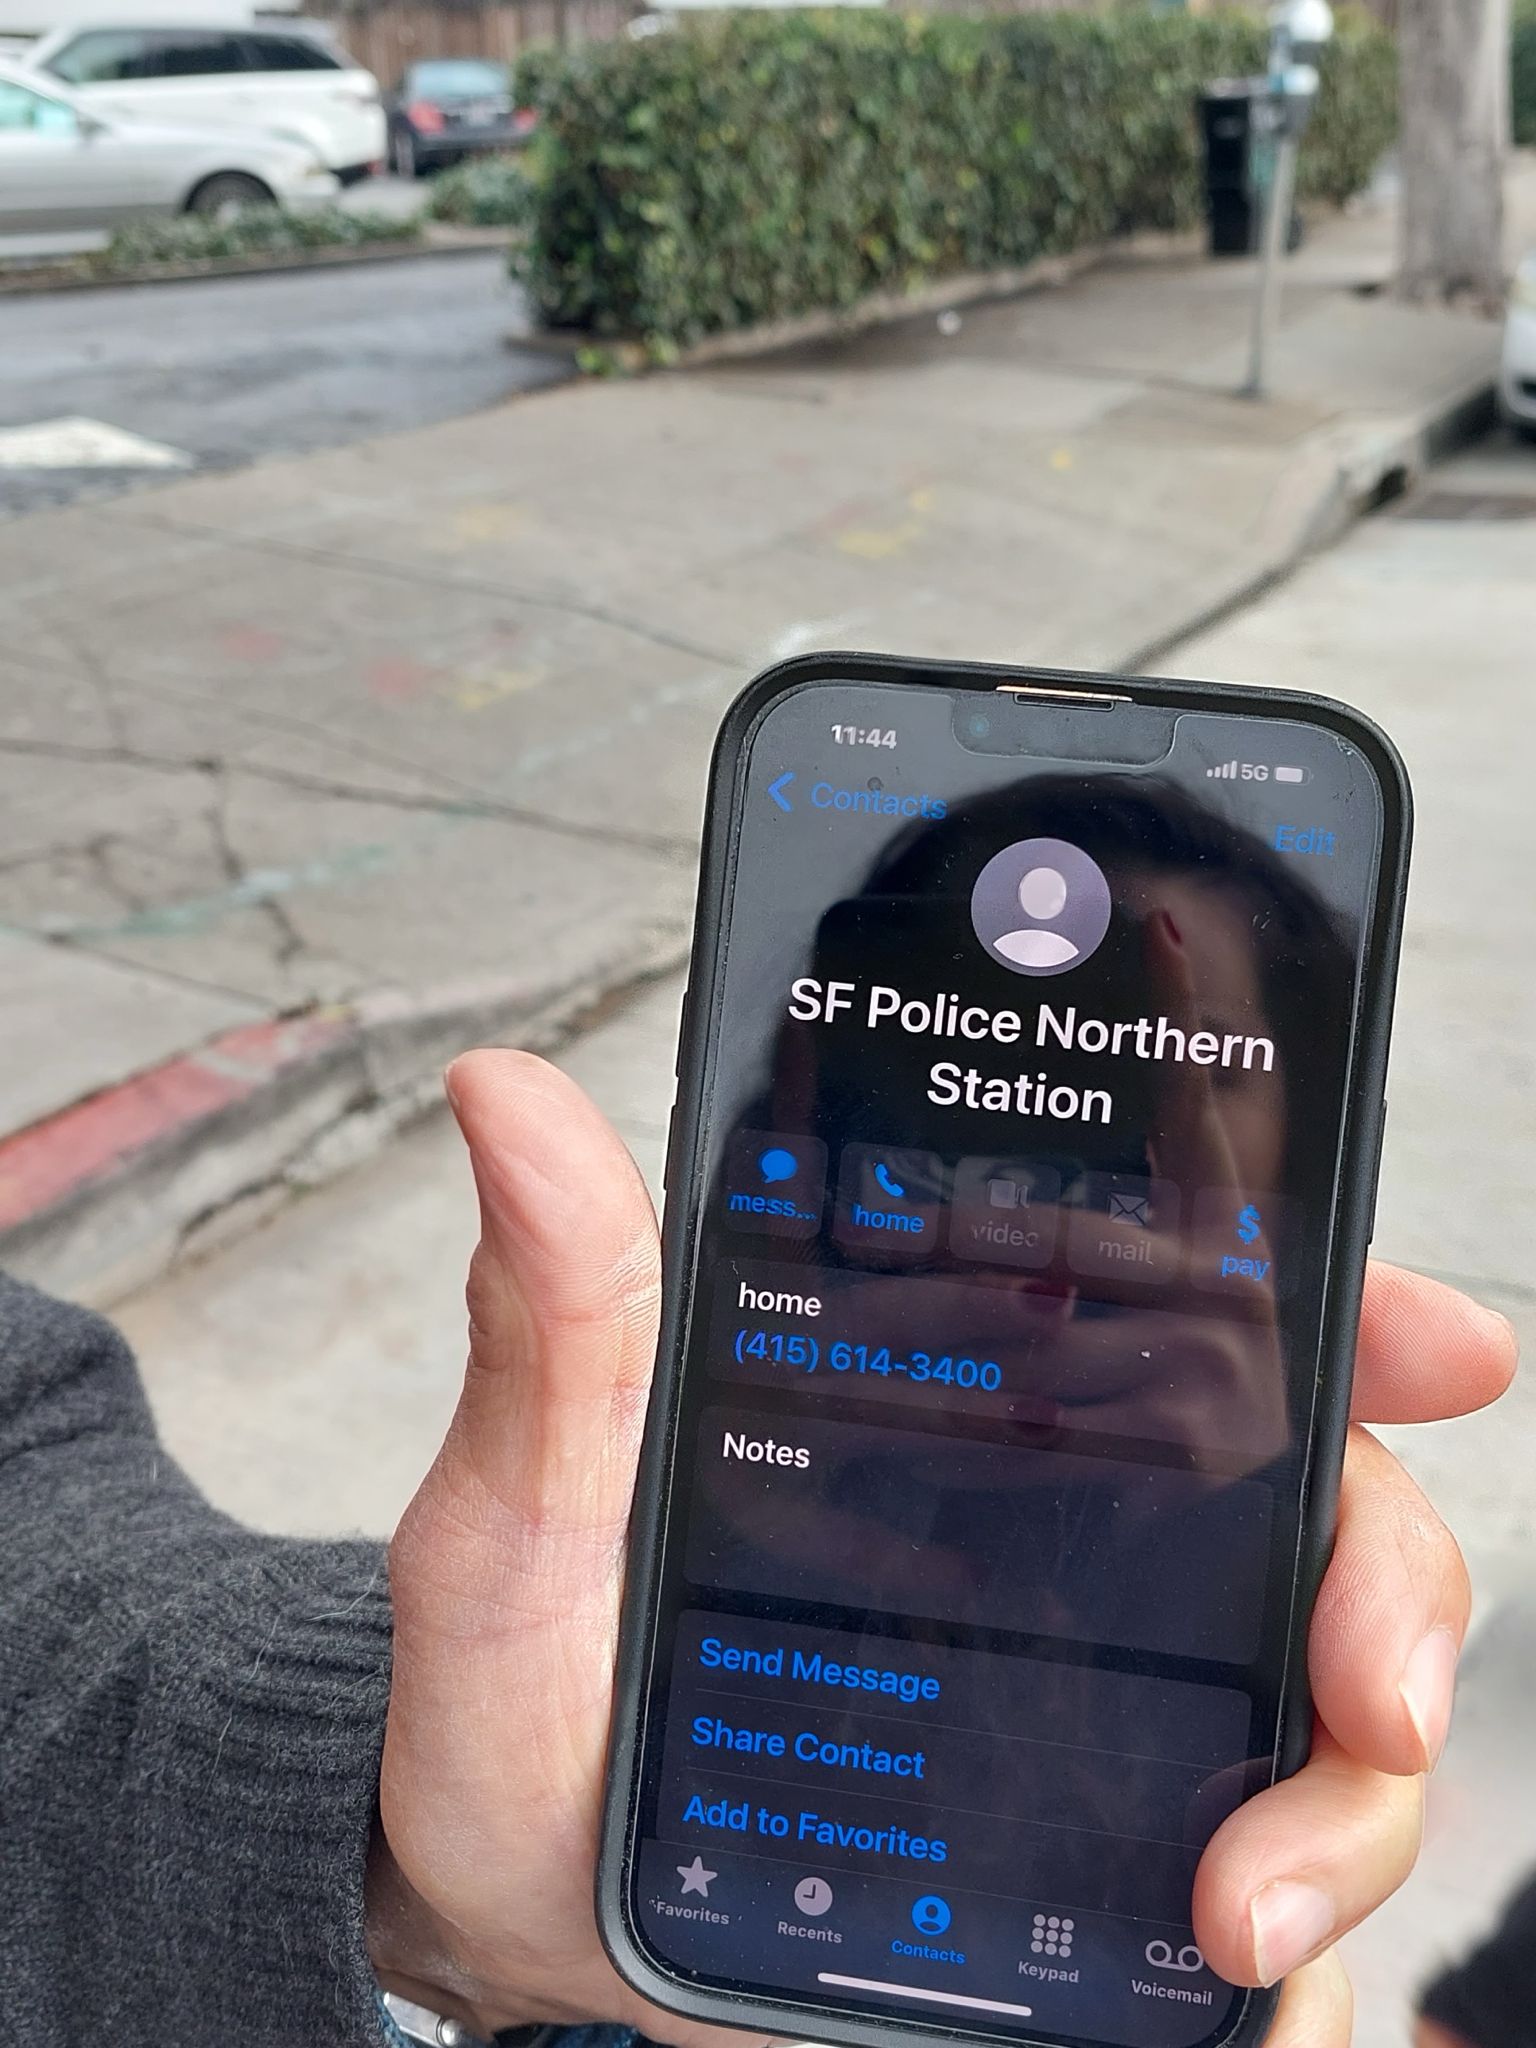 11:44
5G
Contacts
Edit
SF Police Northern
Station
mess...
home
video
mail
pay
home
(415) 614-3400
Notes
Send Message
Share Contact
Add to Favorites
Favorites
Recents
Contacts
Keypad
Voicemail